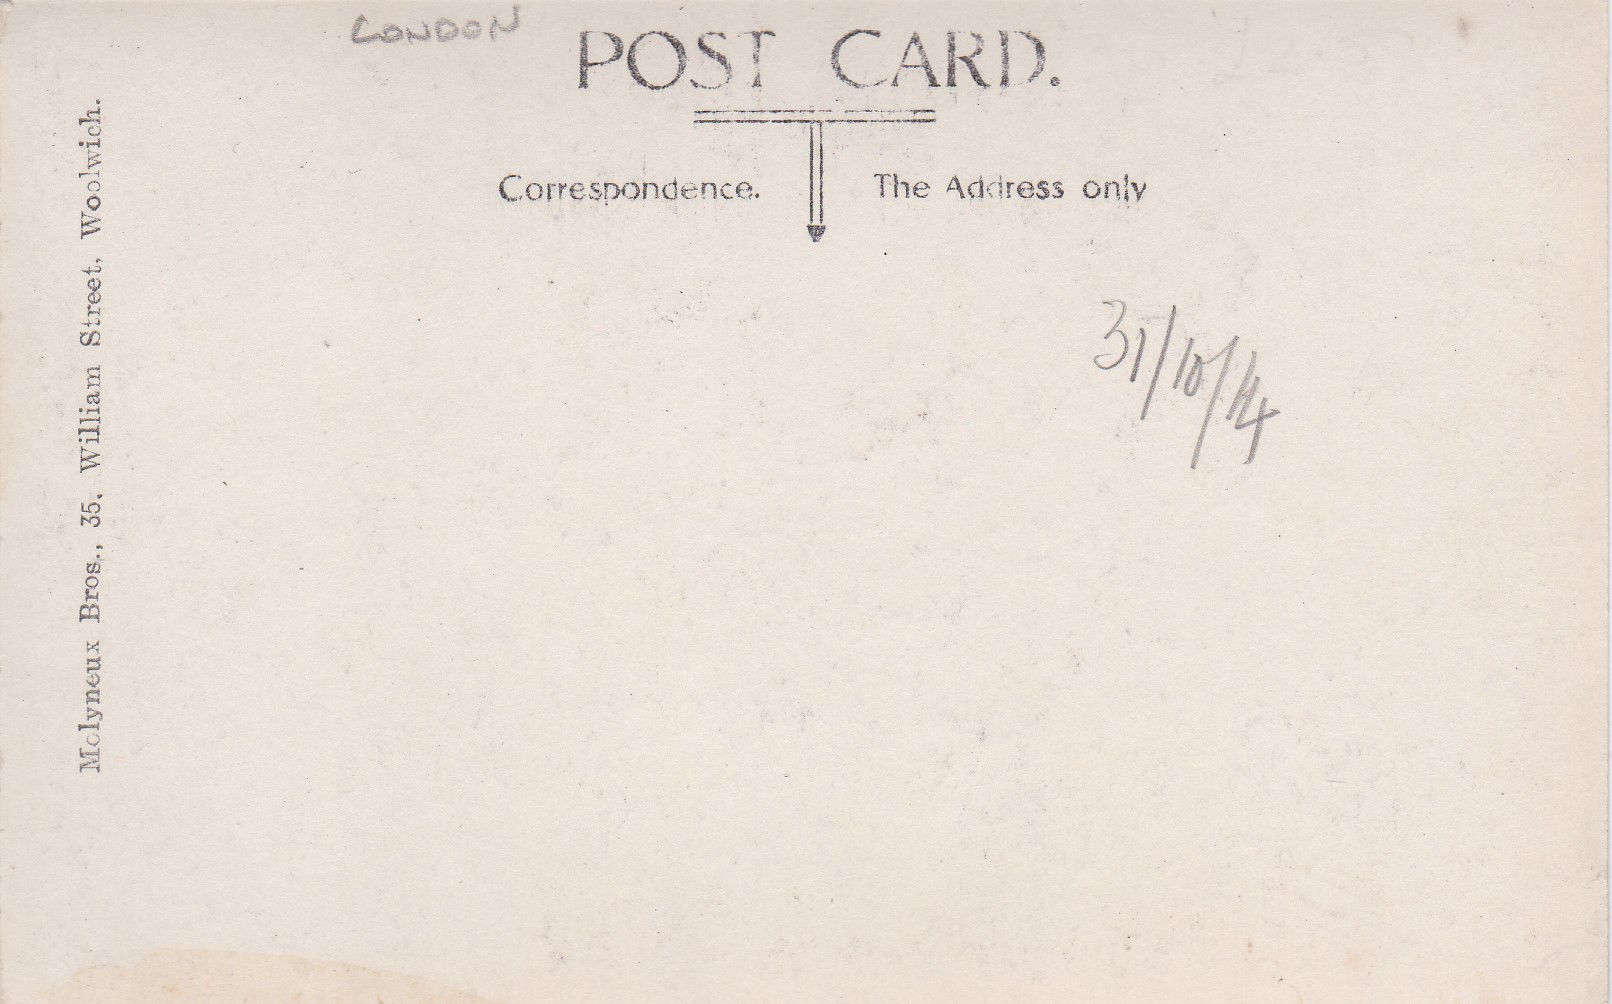 LONDON
POST CARD.
Correspondence.
The Address only
31/10/14
Molyneux Bros., 35, William Street, Woolwich.